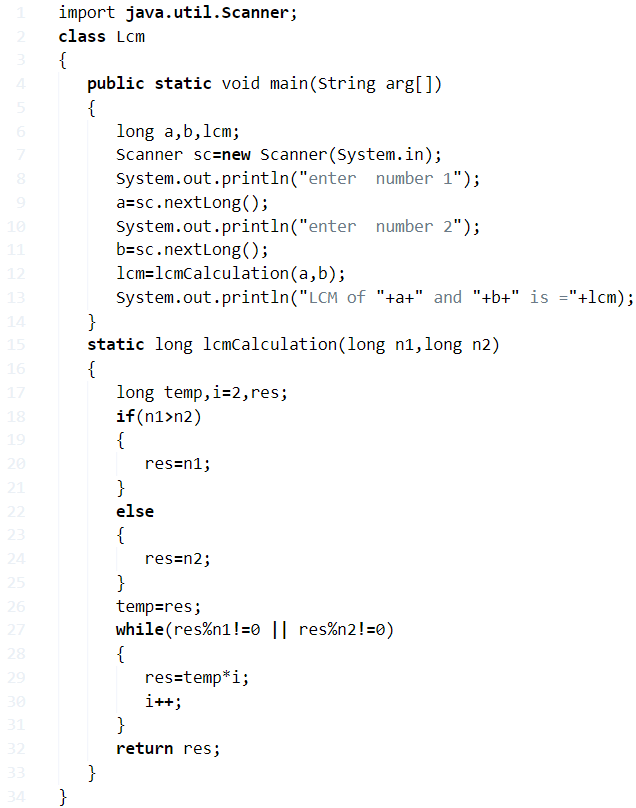 1 import java.util.Scanner;
2 class Lcm
3 {
4 public static void main(String arg[])
5 {
6 long a,b,lcm;
7 Scanner sc=new Scanner(System.in);
8 System.out.println("enter  number 1");
9 a=sc.nextLong();
10 System.out.println("enter  number 2");
11 b=sc.nextLong();
12 lcm=lcmCalculation(a,b);
13 System.out.println("LCM of "+a+" and "+b+" is ="+lcm);
14 }
15 static long lcmCalculation(long n1,long n2)
16 {
17 long temp,i=2,res;
18 if(n1>n2)
19 {
20 res=n1;
21 }
22 else
23 {
24 res=n2;
25 }
26 temp=res;
27 while(res%n1!=0 || res%n2!=0)
28 {
29 res=temp*i;
30 i++;
31 }
32 return res;
33 }
34 }